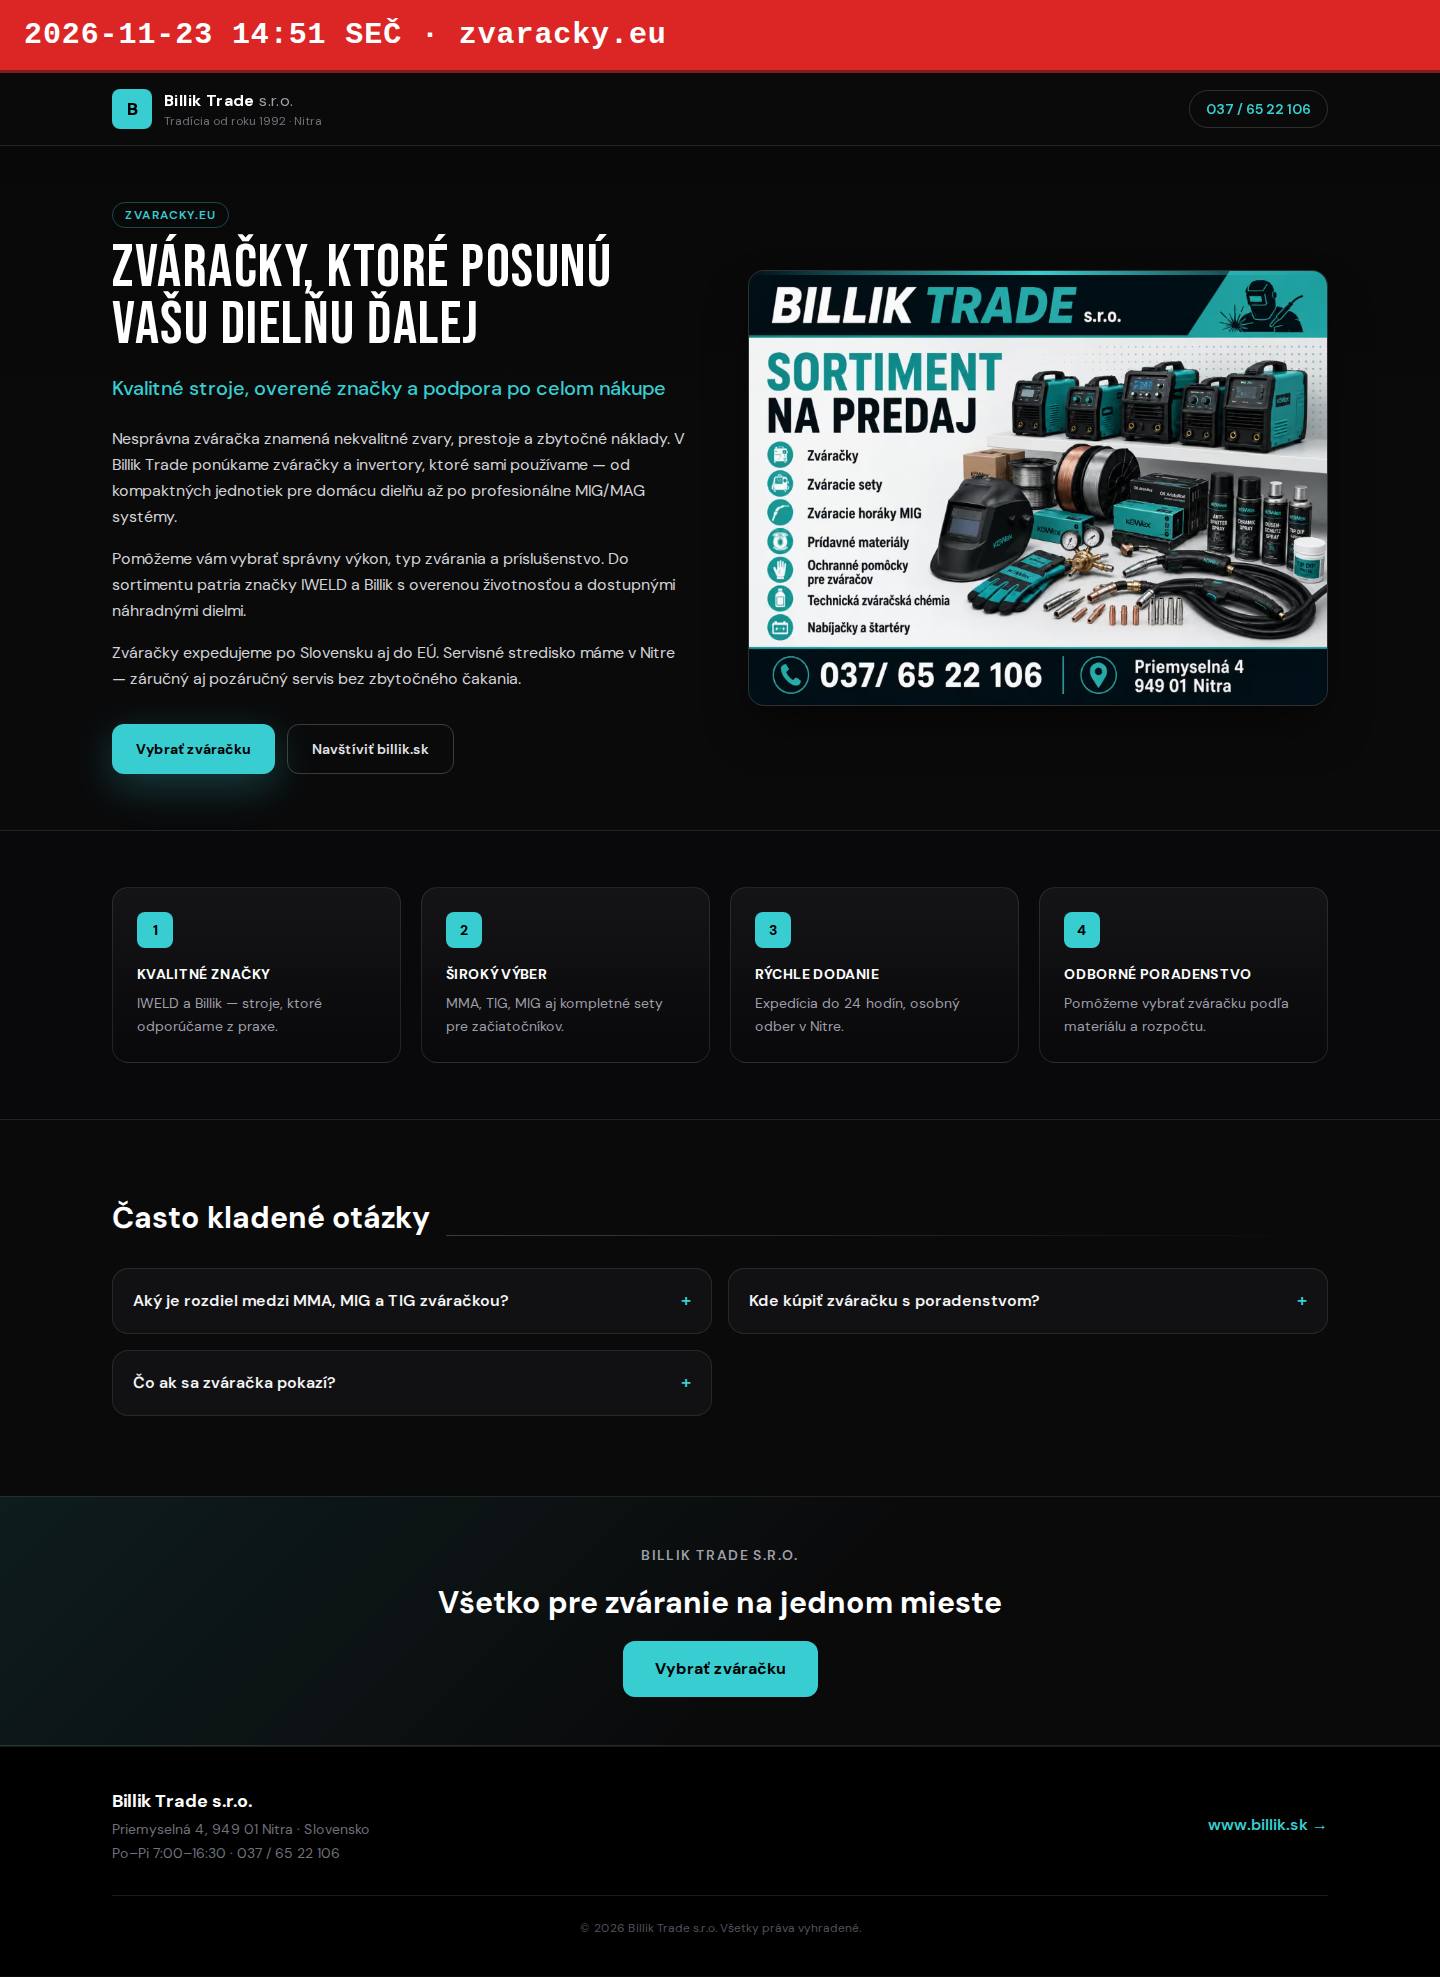 2026-11-23 14:51 SEČ · zvaracky.eu
B
Billik Trade s.r.o.
Tradícia od roku 1992 · Nitra
037 / 65 22 106
ZVARACKY.EU
ZVÁRAČKY, KTORÉ POSUNÚ
VAŠU DIELŇU ĎALEJ
Kvalitné stroje, overené značky a podpora po celom nákupe
Nesprávna zváračka znamená nekvalitné zvary, prestoje a zbytočné náklady. V
Billik Trade ponúkame zváračky a invertory, ktoré sami používame — od
kompaktných jednotiek pre domácu dielňu až po profesionálne MIG/MAG
systémy.
Pomôžeme vám vybrať správny výkon, typ zvárania a príslušenstvo. Do
sortimentu patria značky IWELD a Billik s overenou životnosťou a dostupnými
náhradnými dielmi.
Zváračky expedujeme po Slovensku aj do EÚ. Servisné stredisko máme v Nitre
— záručný aj pozáručný servis bez zbytočného čakania.
Vybrať zváračku
Navštíviť billik.sk
BILLIK TRADE s.r.o.
SORTIMENT
NA PREDAJ
Zváračky
Zváracie sety
Zváracie horáky MIG
Prídavné materiály
Ochranné pomôcky
pre zváračov
Technická zváračská chémia
Nabíjačky a štartéry
037/ 65 22 106
Priemyselná 4
949 01 Nitra
1
KVALITNÉ ZNAČKY
IWELD a Billik — stroje, ktoré
odporúčame z praxe.
2
ŠIROKÝ VÝBER
MMA, TIG, MIG aj kompletné sety
pre začiatočníkov.
3
RÝCHLE DODANIE
Expedícia do 24 hodín, osobný
odber v Nitre.
4
ODBORNÉ PORADENSTVO
Pomôžeme vybrať zváračku podľa
materiálu a rozpočtu.
Často kladené otázky
Aký je rozdiel medzi MMA, MIG a TIG zváračkou? +
Kde kúpiť zváračku s poradenstvom? +
Čo ak sa zváračka pokazí? +
BILLIK TRADE S.R.O.
Všetko pre zváranie na jednom mieste
Vybrať zváračku
Billik Trade s.r.o.
Priemyselná 4, 949 01 Nitra · Slovensko
Po–Pi 7:00–16:30 · 037 / 65 22 106
www.billik.sk →
© 2026 Billik Trade s.r.o. Všetky práva vyhradené.